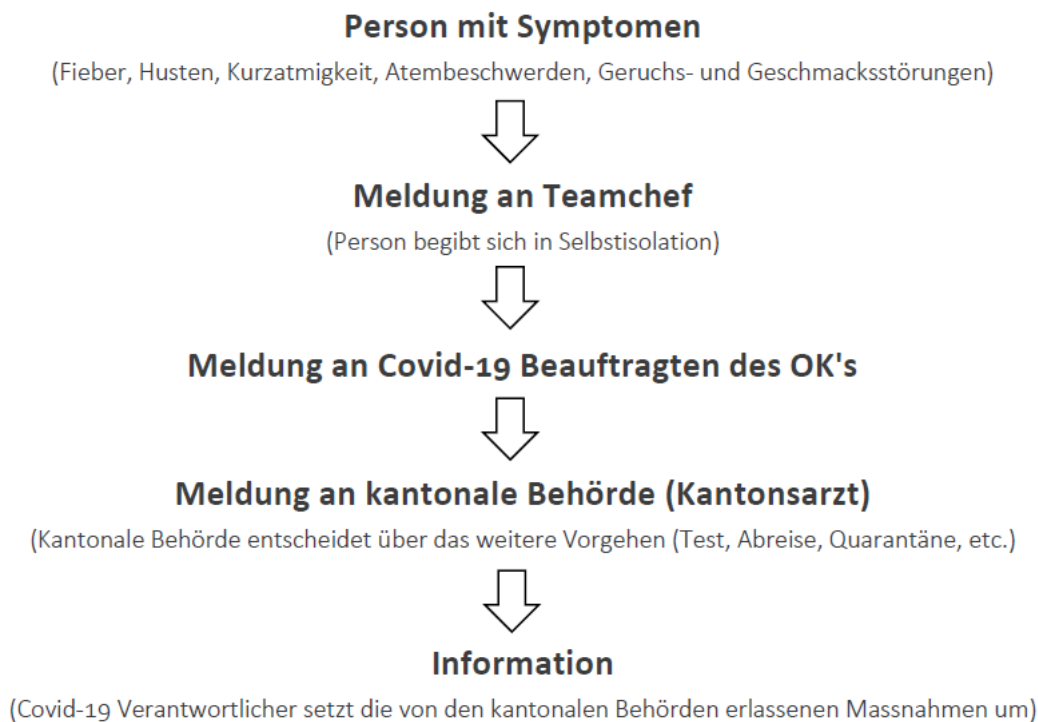 Person mit Symptomen
(Fieber, Husten, Kurzatmigkeit, Atembeschwerden, Geruchs- und Geschmacksstörungen)
Meldung an Teamchef
(Person begibt sich in Selbstisolation)
Meldung an Covid-19 Beauftragten des OK's
Meldung an kantonale Behörde (Kantonsarzt)
(Kantonale Behörde entscheidet über das weitere Vorgehen (Test, Abreise, Quarantäne, etc.)
Information
(Covid-19 Verantwortlicher setzt die von den kantonalen Behörden erlassenen Massnahmen um)